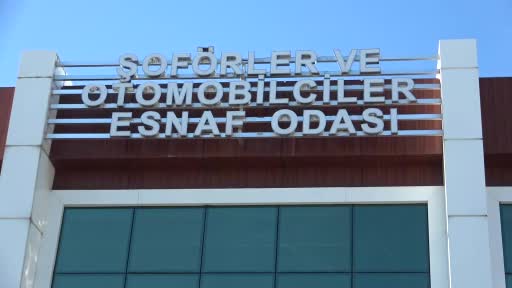 ŞOFÖRLER VE
OTOMOBİLCİLER
ESNAF ODASI